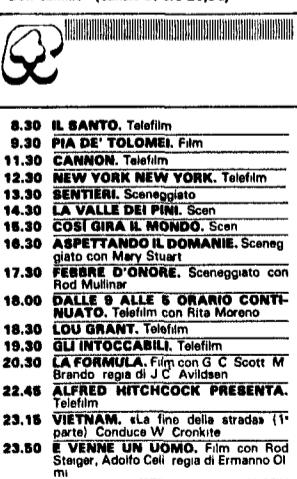 8.30 IL SANTO. Telefilm
9.30 PIA DE' TOLOMEI. Film
11.30 CANNON. Telefilm
12.30 NEW YORK NEW YORK. Telefilm
13.30 SENTIERI. Sceneggiato
14.30 LA VALLE DEI PINI. Scen
15.30 COSÌ GIRA IL MONDO. Scen
16.30 ASPETTANDO IL DOMANIE. Sceneg
giato con Mary Stuart
17.30 FEBBRE D'ONORE. Sceneggiato con
Rod Mullinar
18.00 DALLE 9 ALLE 5 ORARIO CONTI-
NUATO. Telefilm con Rita Moreno
18.30 LOU GRANT. Telefilm
19.30 GLI INTOCCABILI. Telefilm
20.30 LA FORMULA. Film con G C Scott M
Brando regia di J C Avildsen
22.45 ALFRED HITCHCOCK PRESENTA.
Telefilm
23.15 VIETNAM. «La fine della strada» (1ª
parte) Conduce W Cronkite
23.50 E VENNE UN UOMO. Film con Rod
Steiger, Adolfo Celi regia di Ermanno Ol
mi